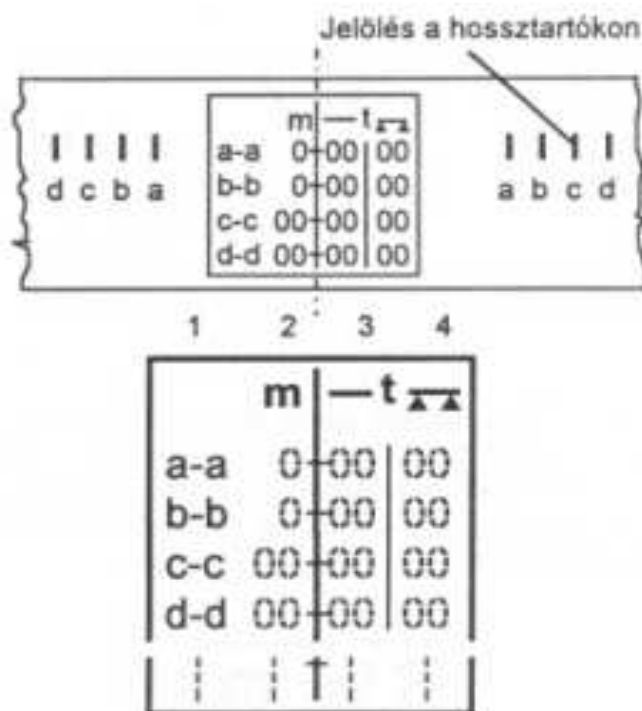 Jelölés a hossztartókon
m — t
a-a 0 00 00
b-b 0 00 00
c-c 00 00 00
d-d 00 00 00
d c b a
a b c d
1 2 3 4
m — t
a-a 0 00 00
b-b 0 00 00
c-c 00 00 00
d-d 00 00 00